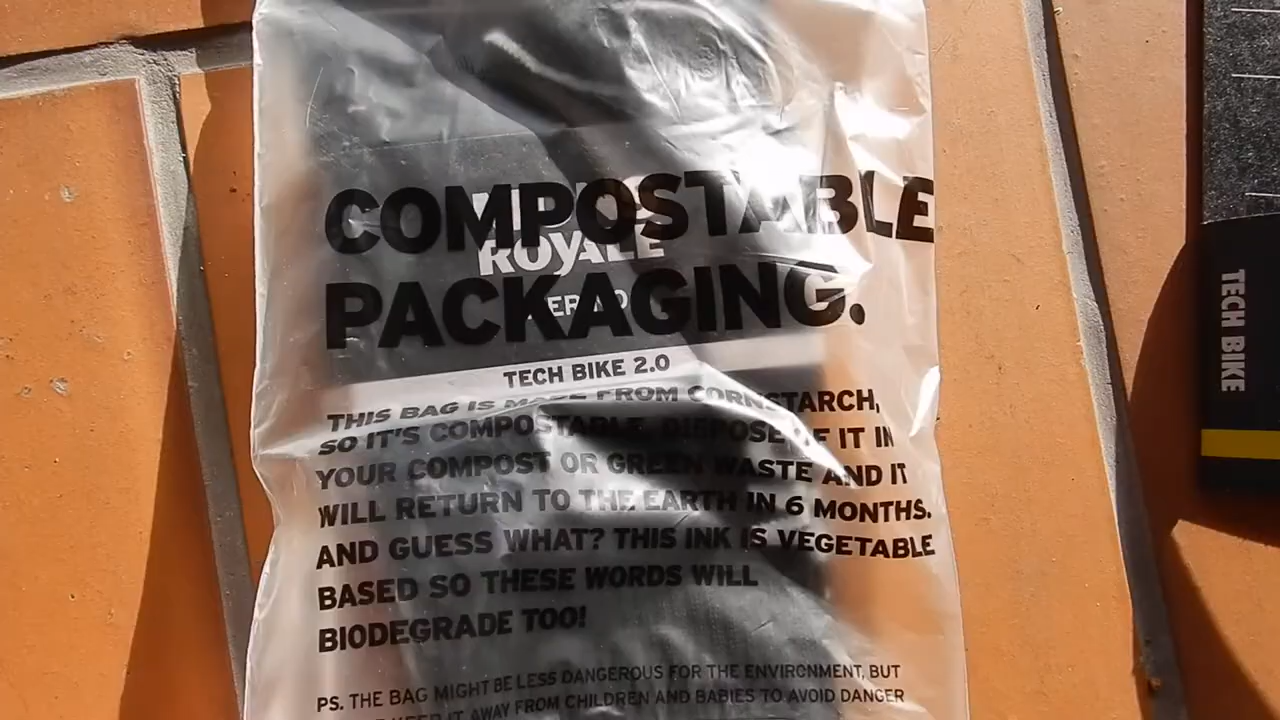 COMPOSTABLE
ROYALE
PACKAGING.
TECH BIKE 2.0
THIS BAG IS MADE FROM CORNSTARCH,
SO IT'S COMPOSTABLE. DISPOSE OF IT IN
YOUR COMPOST OR GREEN WASTE AND IT
WILL RETURN TO THE EARTH IN 6 MONTHS.
AND GUESS WHAT? THIS INK IS VEGETABLE
BASED SO THESE WORDS WILL
BIODEGRADE TOO!
PS. THE BAG MIGHT BE LESS DANGEROUS FOR THE ENVIRONMENT, BUT
KEEP IT AWAY FROM CHILDREN AND BABIES TO AVOID DANGER
TECH BIKE